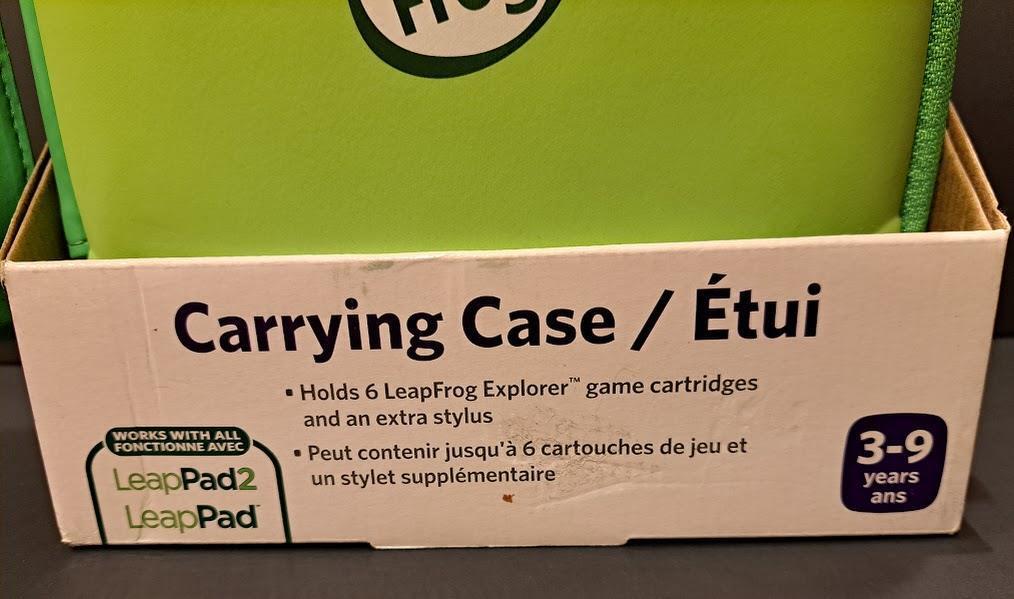 Frog
Carrying Case / Étui
▪ Holds 6 LeapFrog Explorer™ game cartridges
and an extra stylus
▪ Peut contenir jusqu'à 6 cartouches de jeu et
un stylet supplémentaire
WORKS WITH ALL
FONCTIONNE AVEC
LeapPad2
LeapPad™
3-9
years
ans